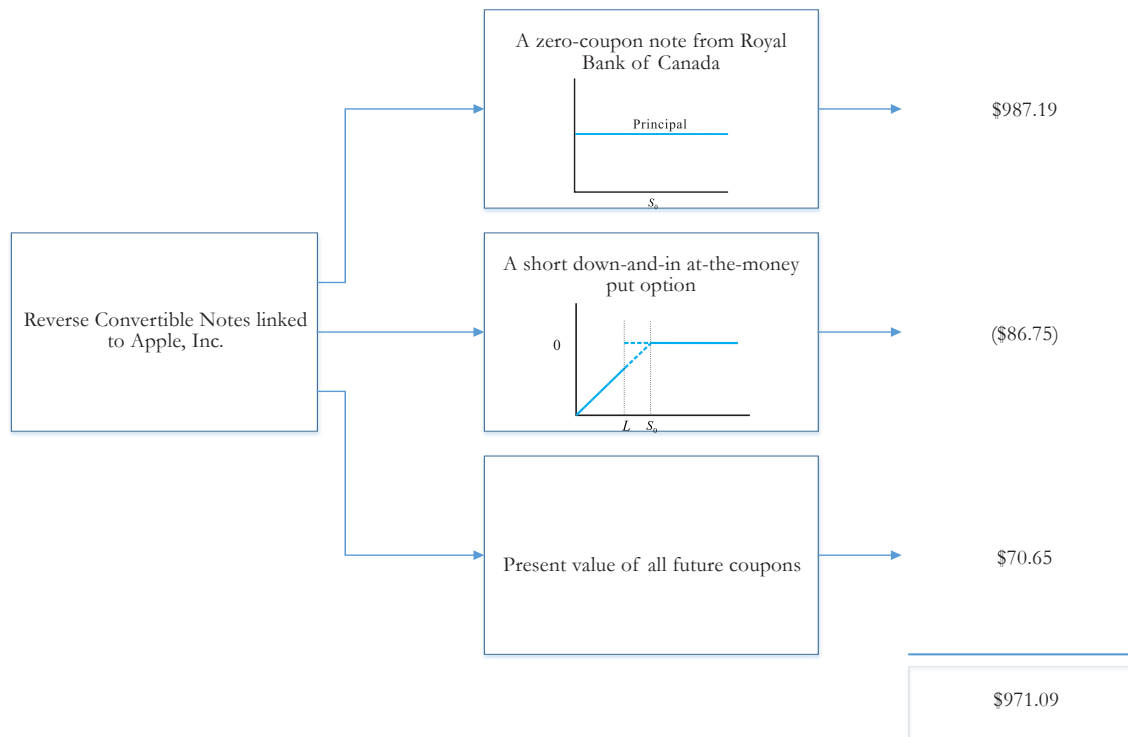 A zero-coupon note from Royal
Bank of Canada
Principal
S₀
$987.19
Reverse Convertible Notes linked
to Apple, Inc.
A short down-and-in at-the-money
put option
0
L S₀
($86.75)
Present value of all future coupons
$70.65
$971.09